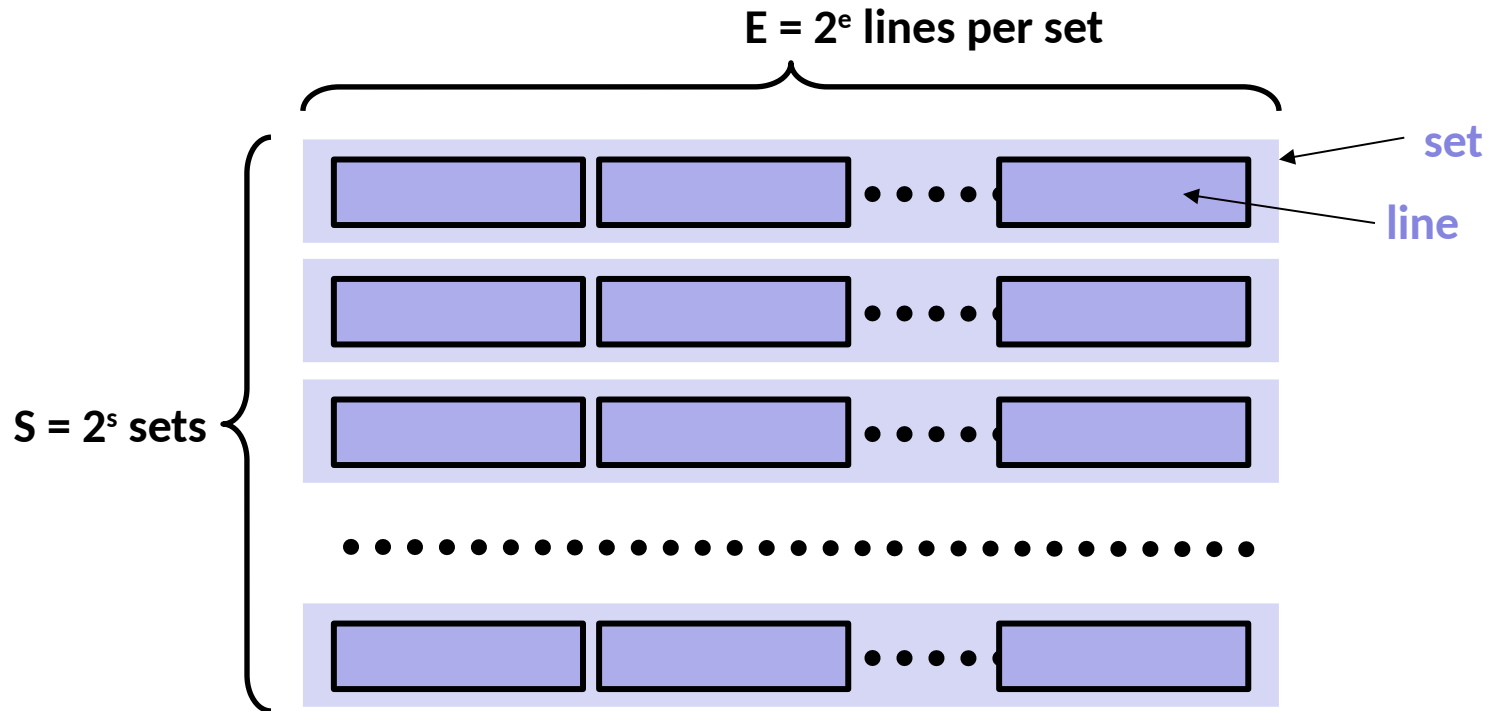 E = 2ᵉ lines per set
set
line
S = 2ˢ sets